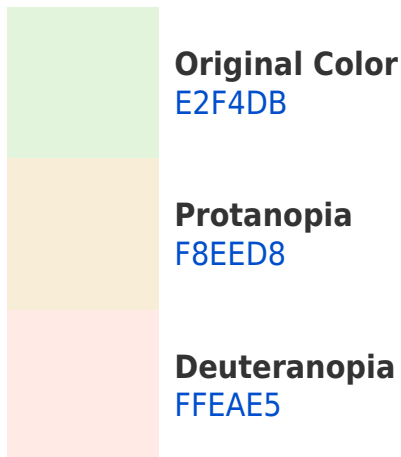 Original Color
E2F4DB
Protanopia
F8EED8
Deuteranopia
FFEAE5